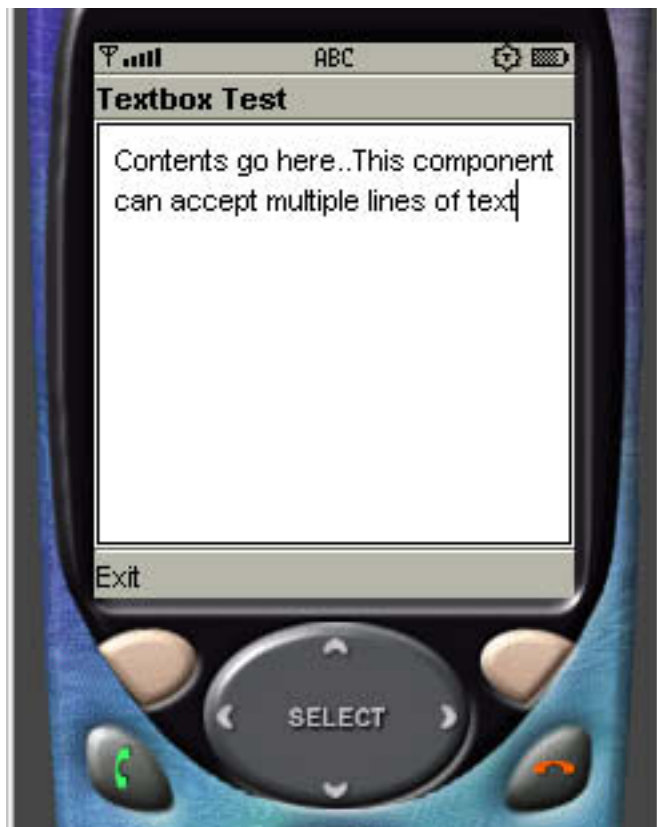 ABC
Textbox Test
Contents go here..This component
can accept multiple lines of text
Exit
SELECT